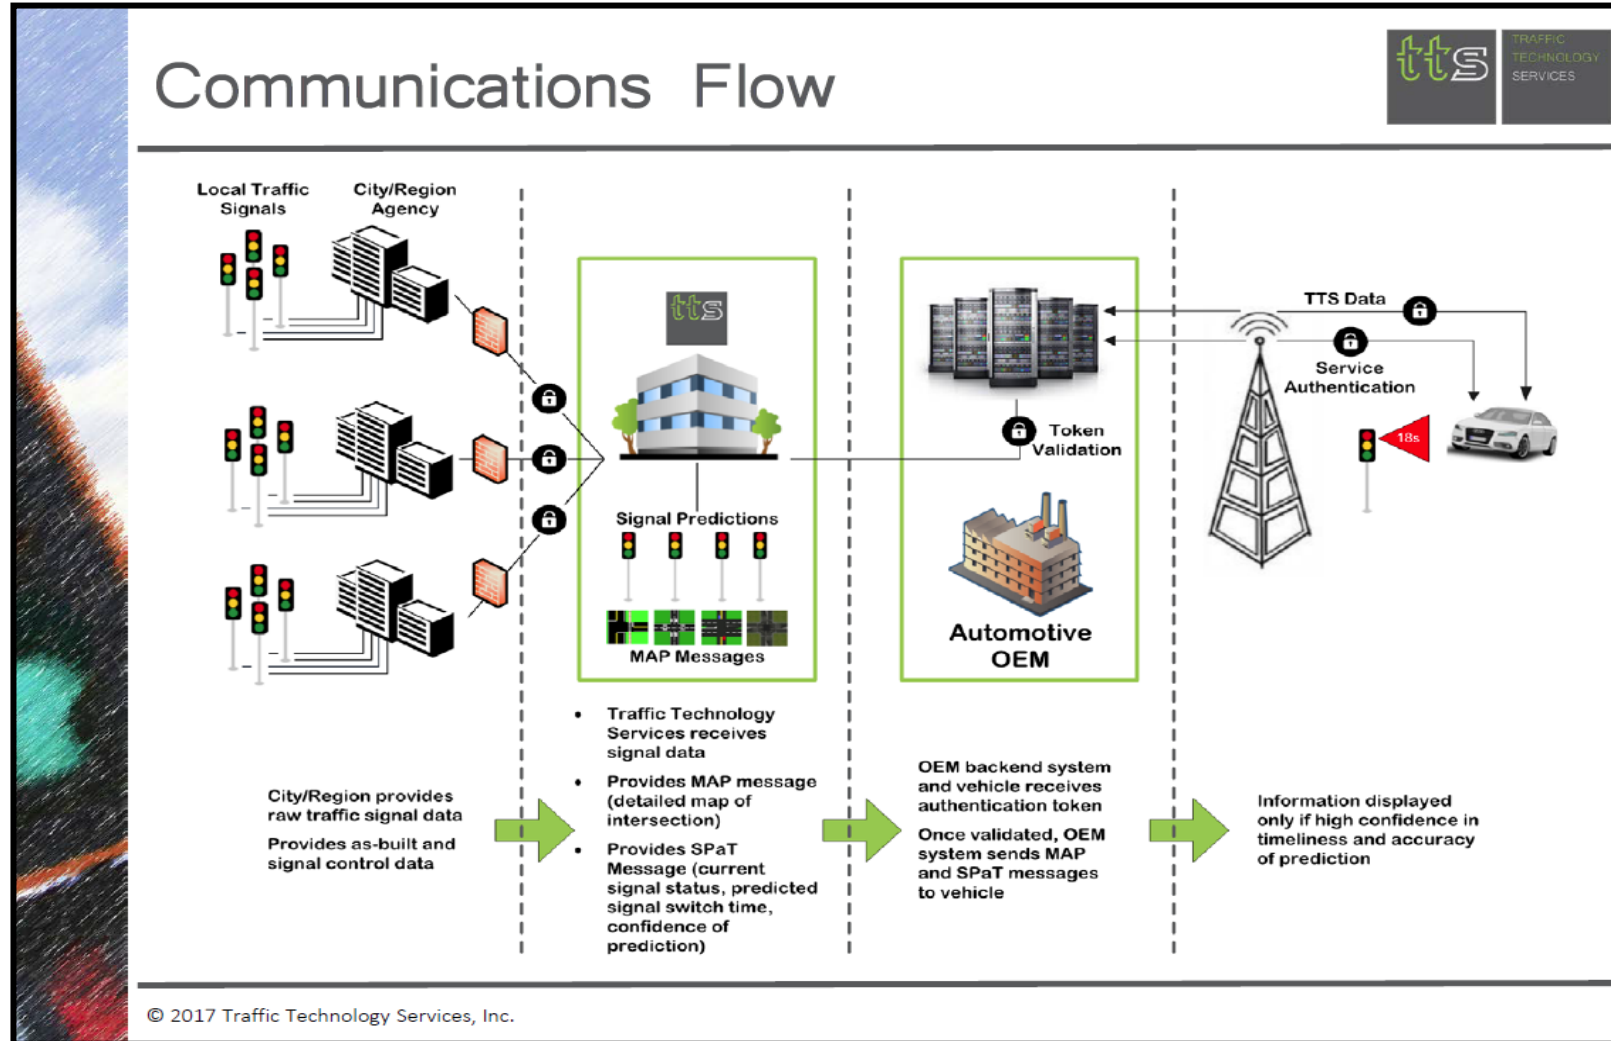 Communications Flow
tts
TRAFFIC
TECHNOLOGY
SERVICES
Local Traffic
Signals
City/Region
Agency
tts
Signal Predictions
MAP Messages
Token
Validation
Automotive
OEM
TTS Data
Service
Authentication
18s
City/Region provides
raw traffic signal data
Provides as-built and
signal control data
• Traffic Technology
Services receives
signal data
• Provides MAP message
(detailed map of
intersection)
• Provides SPaT
Message (current
signal status, predicted
signal switch time,
confidence of
prediction)
OEM backend system
and vehicle receives
authentication token
Once validated, OEM
system sends MAP
and SPaT messages
to vehicle
Information displayed
only if high confidence in
timeliness and accuracy
of prediction
© 2017 Traffic Technology Services, Inc.